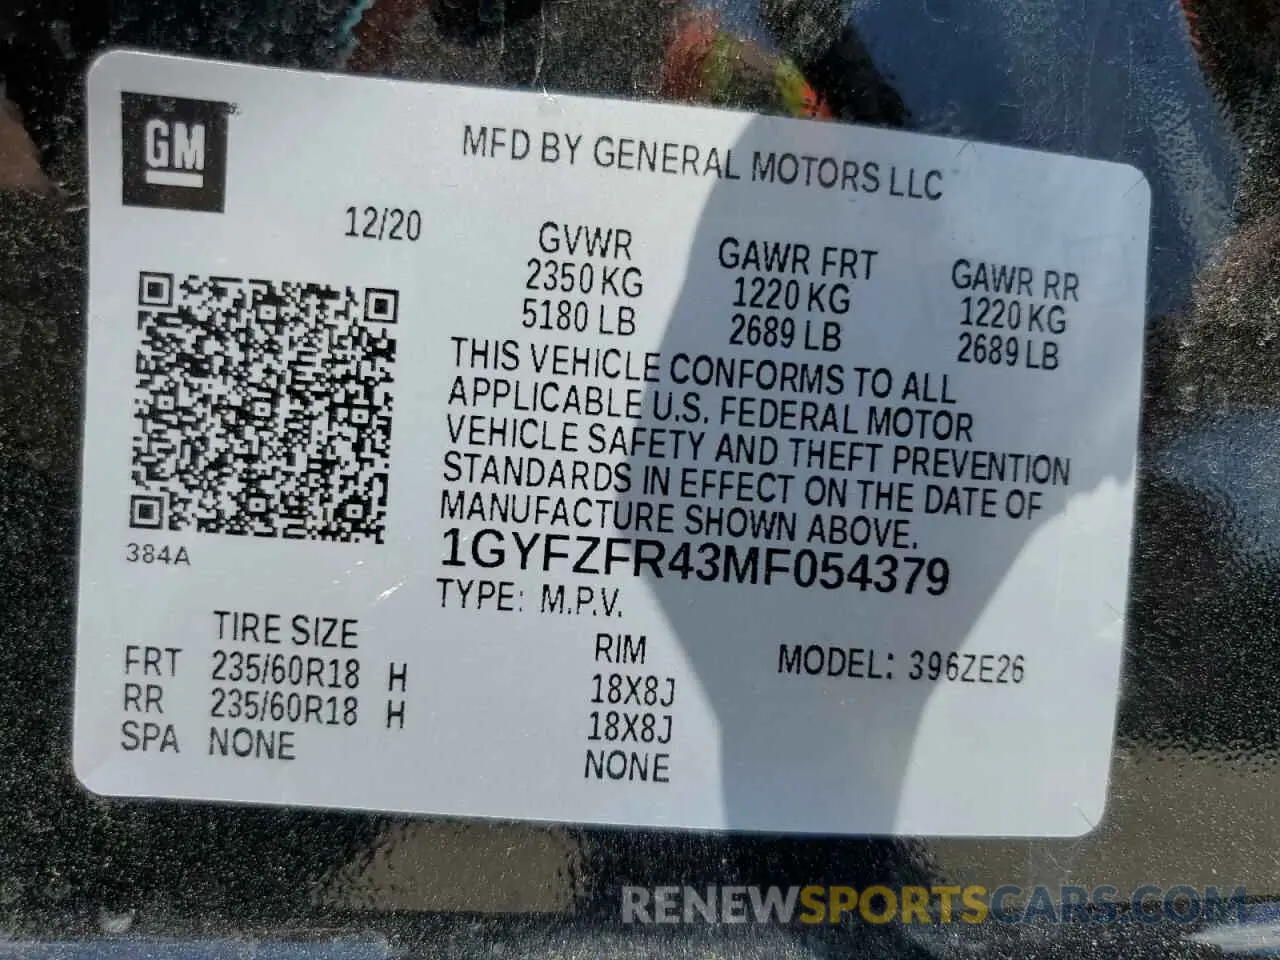 GM
MFD BY GENERAL MOTORS LLC
12/20
GVWR
2350 KG
5180 LB
GAWR FRT
1220 KG
2689 LB
GAWR RR
1220 KG
2689 LB
THIS VEHICLE CONFORMS TO ALL
APPLICABLE U.S. FEDERAL MOTOR
VEHICLE SAFETY AND THEFT PREVENTION
STANDARDS IN EFFECT ON THE DATE OF
MANUFACTURE SHOWN ABOVE.
384A
1GYFZFR43MF054379
TYPE: M.P.V.
TIRE SIZE RIM MODEL: 396ZE26
FRT 235/60R18 H 18X8J
RR 235/60R18 H 18X8J
SPA NONE NONE
RENEWSPORTSCARS.COM